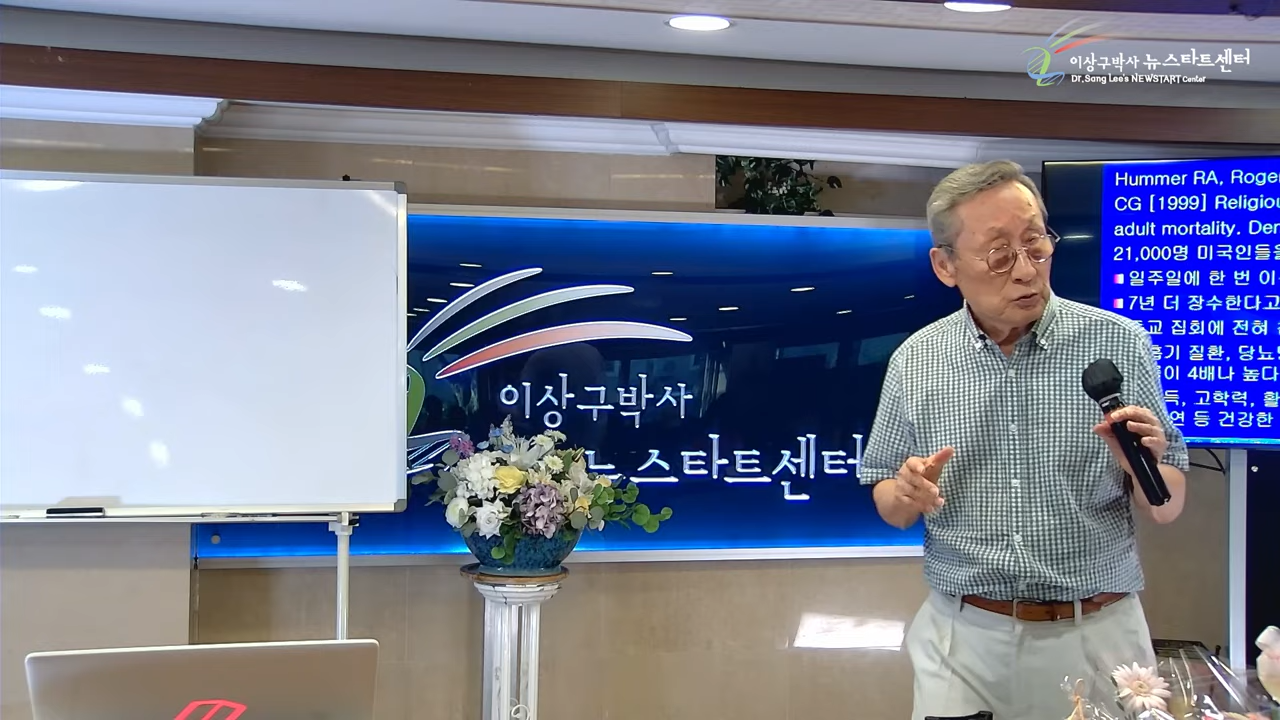 이상구박사 뉴스타트센터
Dr.Sang Lee's NEWSTART Center
이상구박사
뉴스타트센터
Hummer RA, Roger
CG [1999] Religiou
adult mortality. Der
21,000명 미국인들을
일주일에 한 번 이
7년 더 장수한다고
교 집회에 전혀
기 질환, 당뇨
이 4배나 높다
득, 고학력, 활
연 등 건강한